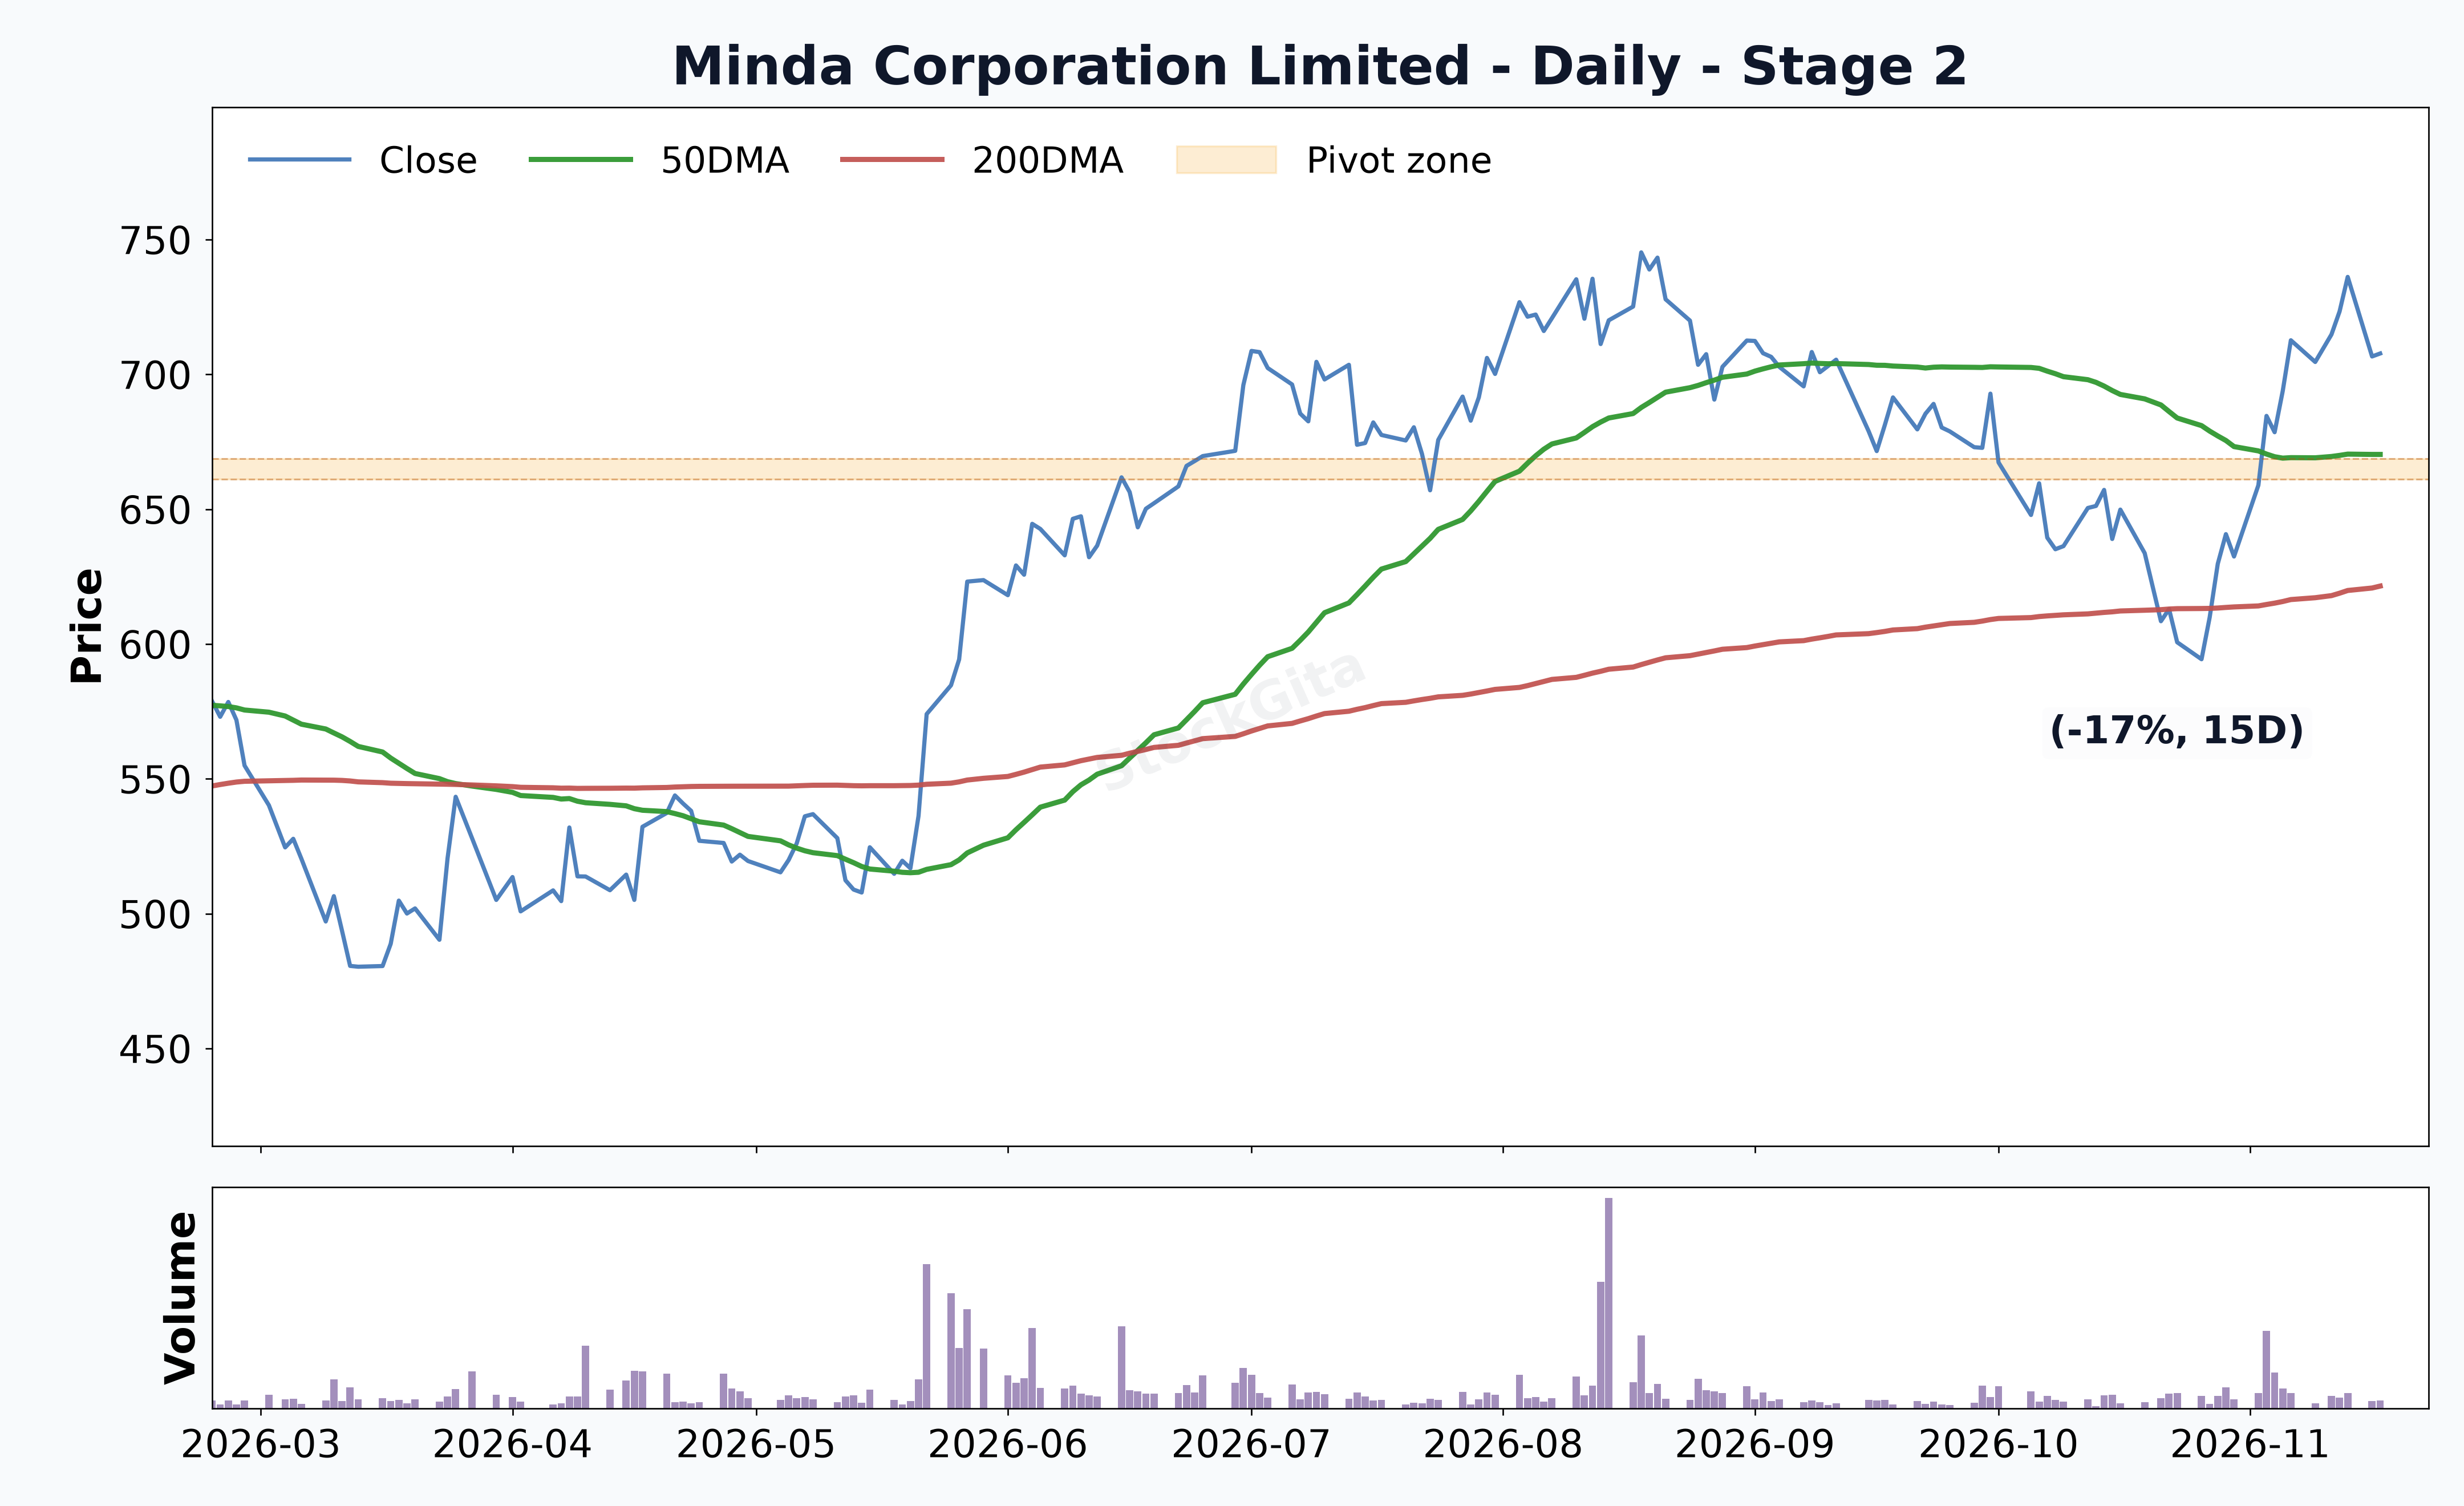 Minda Corporation Limited - Daily - Stage 2
Close 50DMA 200DMA Pivot zone
750
700
650
600
550
500
450
Price
StockGita
(-17%, 15D)
Volume
2026-03 2026-04 2026-05 2026-06 2026-07 2026-08 2026-09 2026-10 2026-11